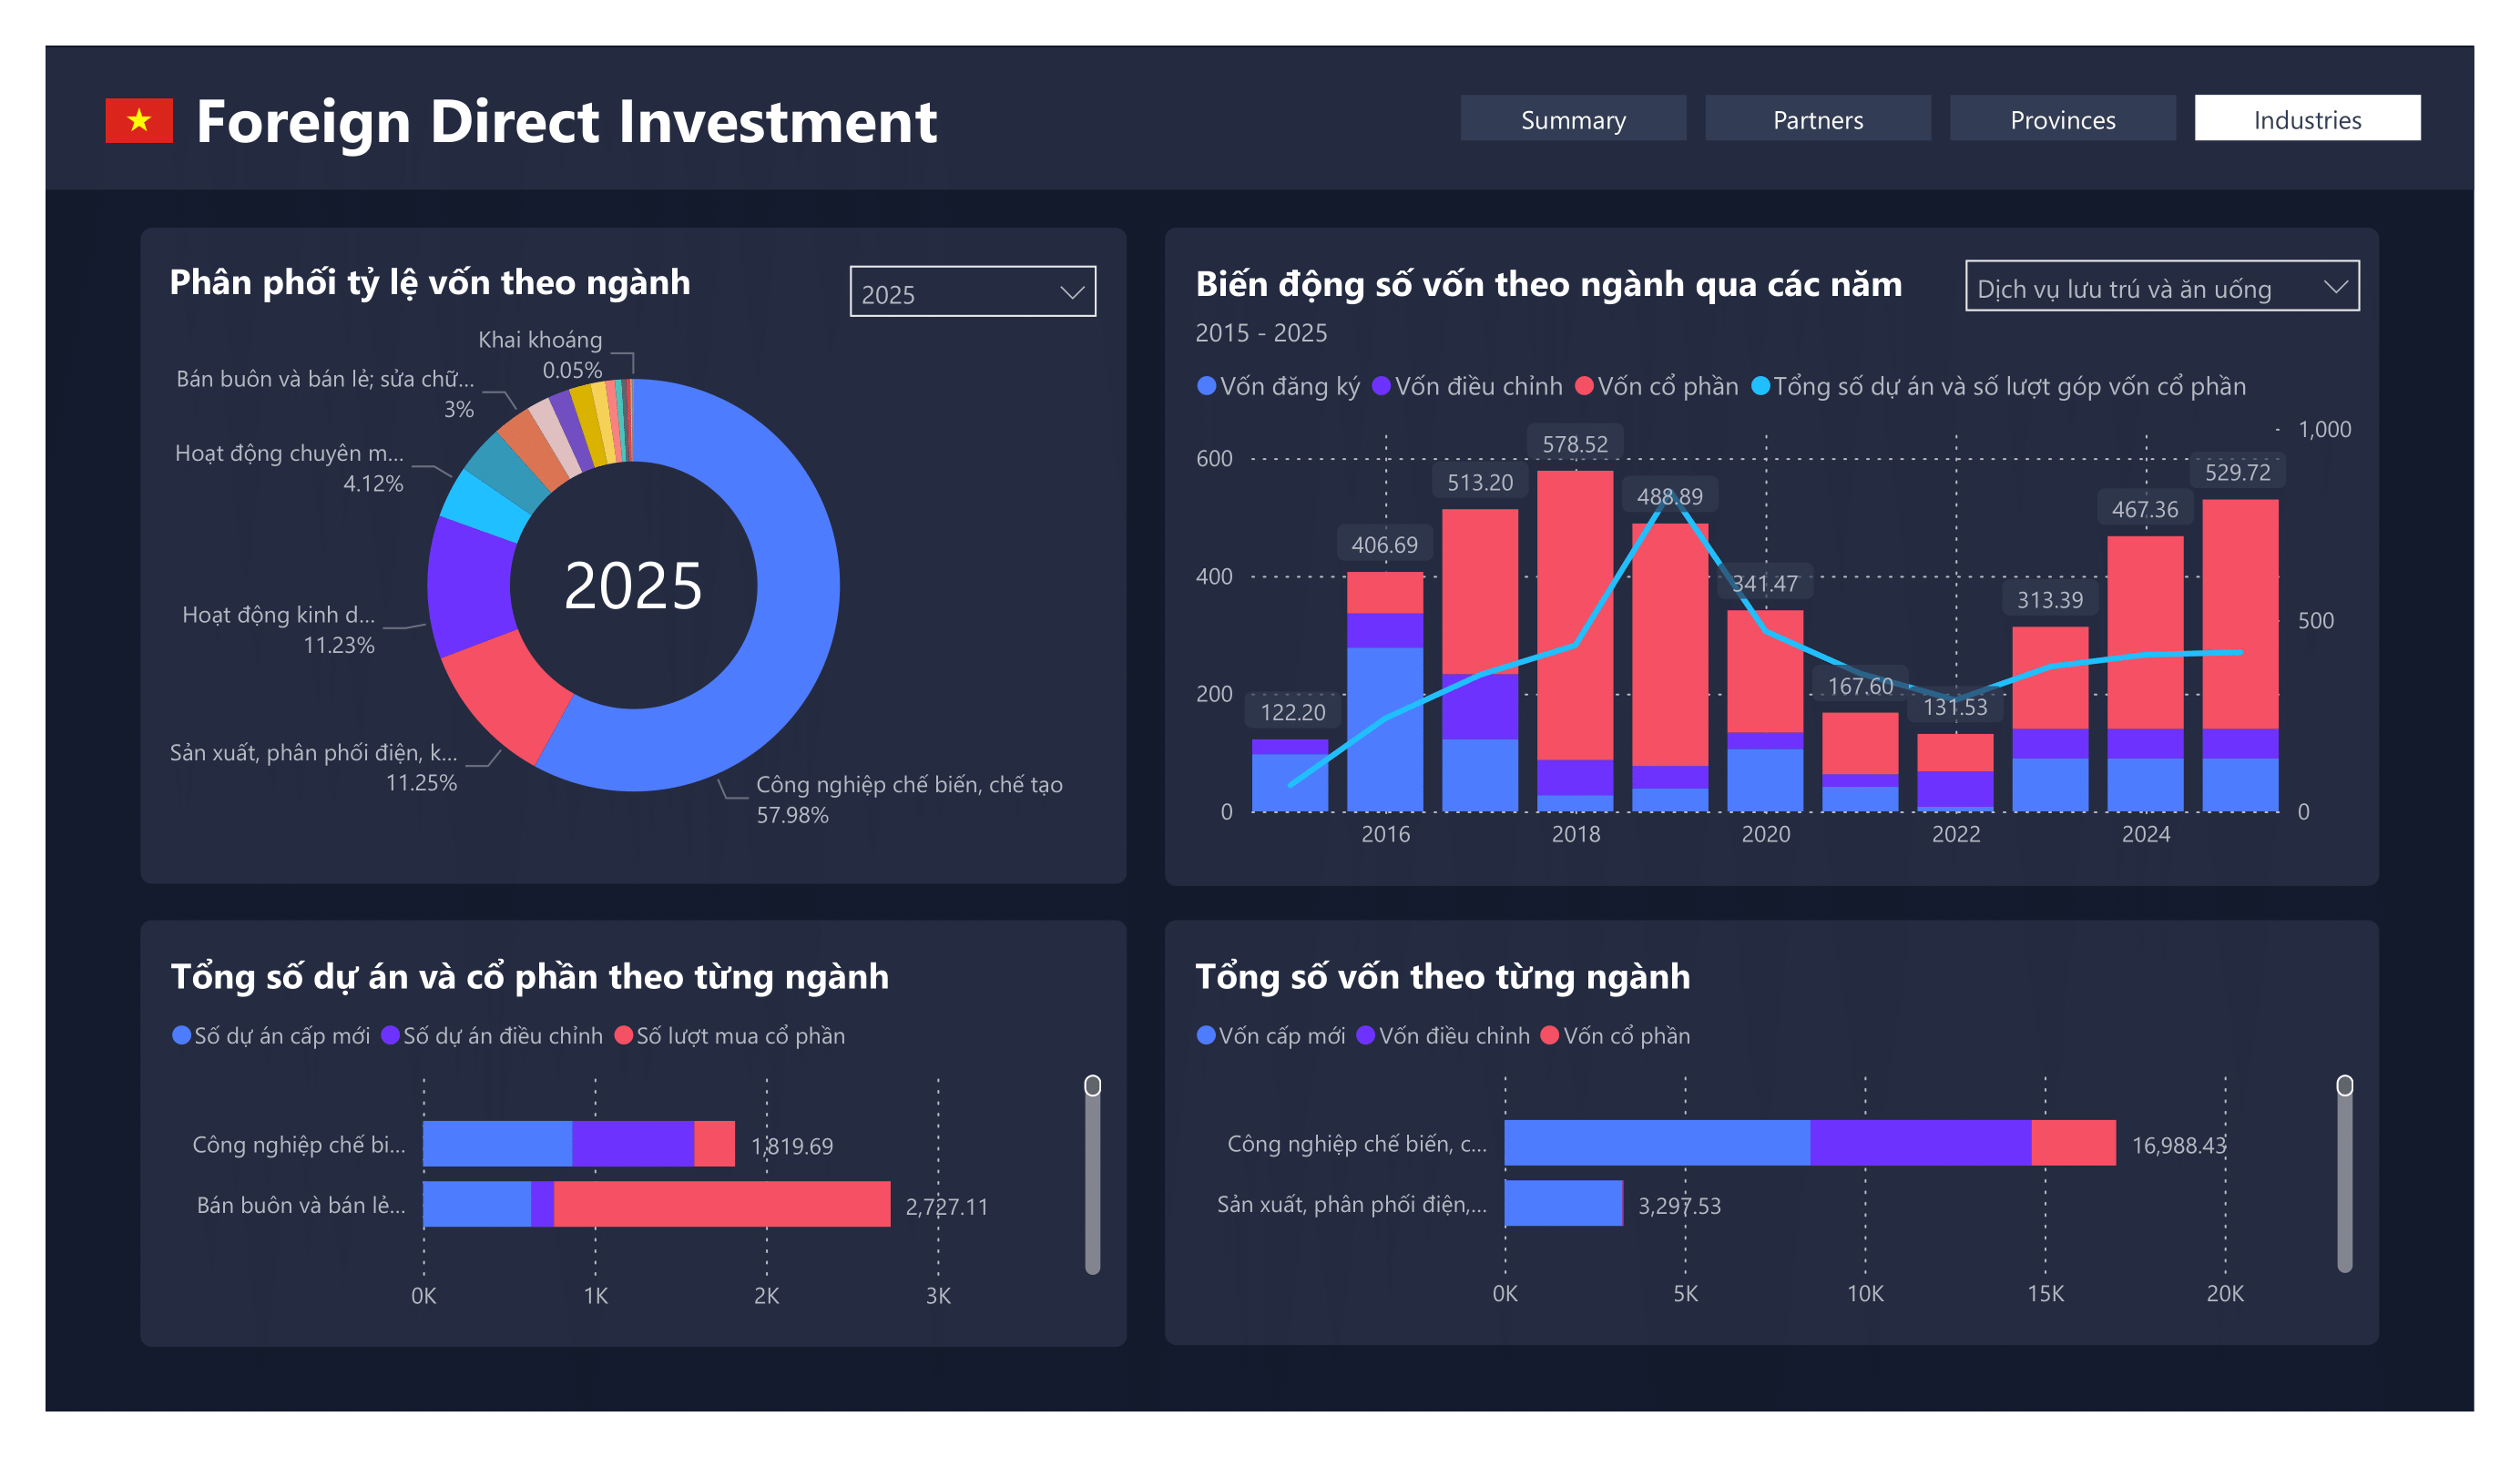 Foreign Direct Investment
Summary
Partners
Provinces
Industries
Phân phối tỷ lệ vốn theo ngành
2025
Khai khoáng
0.05%
Bán buôn và bán lẻ; sửa chữ...
3%
Hoạt động chuyên m...
4.12%
Hoạt động kinh d...
11.23%
Sản xuất, phân phối điện, k...
11.25%
Công nghiệp chế biến, chế tạo
57.98%
2025
Biến động số vốn theo ngành qua các năm
Dịch vụ lưu trú và ăn uống
2015 - 2025
Vốn đăng ký Vốn điều chỉnh Vốn cổ phần Tổng số dự án và số lượt góp vốn cổ phần
600
400
200
0
1,000
500
0
122.20
406.69
513.20
578.52
488.89
341.47
167.60
131.53
313.39
467.36
529.72
2016 2018 2020 2022 2024
Tổng số dự án và cổ phần theo từng ngành
Số dự án cấp mới Số dự án điều chỉnh Số lượt mua cổ phần
Công nghiệp chế bi... 1,819.69
Bán buôn và bán lẻ... 2,727.11
0K 1K 2K 3K
Tổng số vốn theo từng ngành
Vốn cấp mới Vốn điều chỉnh Vốn cổ phần
Công nghiệp chế biến, c... 16,988.43
Sản xuất, phân phối điện,... 3,297.53
0K 5K 10K 15K 20K